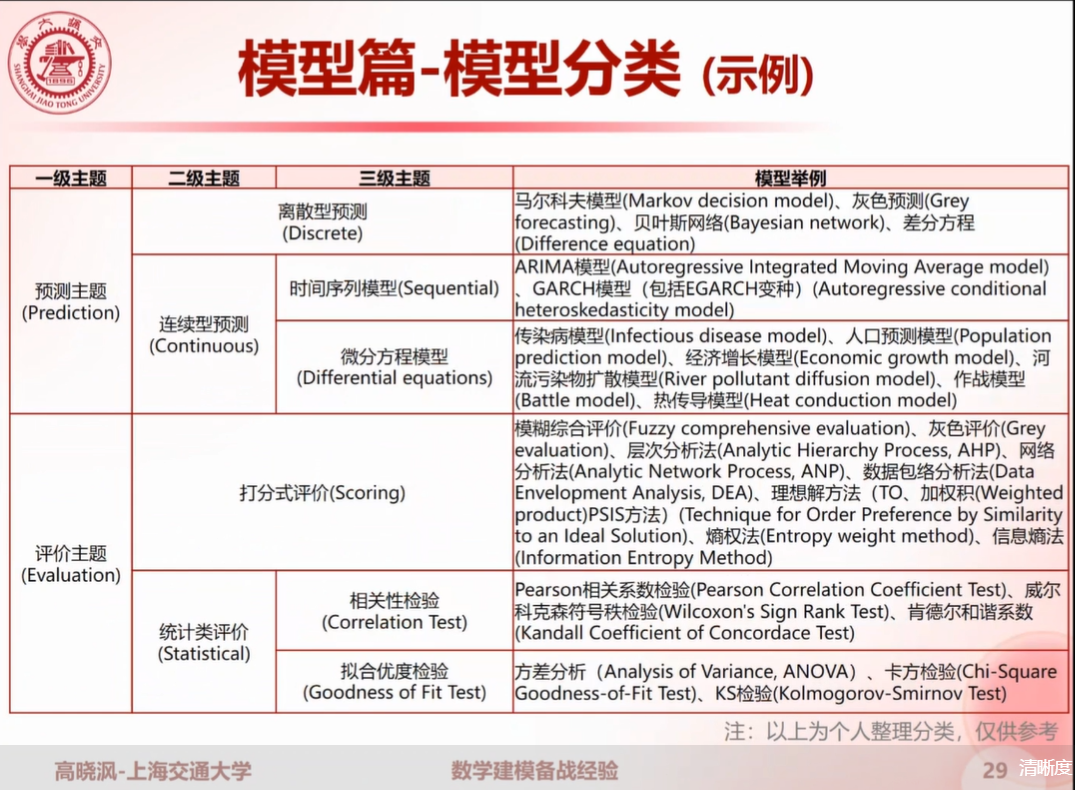 模型篇-模型分类 (示例)
一级主题 二级主题 三级主题 模型举例
预测主题
(Prediction)
离散型预测
(Discrete)
马尔科夫模型(Markov decision model)、灰色预测(Grey
forecasting)、贝叶斯网络(Bayesian network)、差分方程
(Difference equation)
连续型预测
(Continuous)
时间序列模型(Sequential)
ARIMA模型(Autoregressive Integrated Moving Average model)
、GARCH模型（包括EGARCH变种）(Autoregressive conditional
heteroskedasticity model)
微分方程模型
(Differential equations)
传染病模型(Infectious disease model)、人口预测模型(Population
prediction model)、经济增长模型(Economic growth model)、河
流污染物扩散模型(River pollutant diffusion model)、作战模型
(Battle model)、热传导模型(Heat conduction model)
评价主题
(Evaluation)
打分式评价(Scoring)
模糊综合评价(Fuzzy comprehensive evaluation)、灰色评价(Grey
evaluation)、层次分析法(Analytic Hierarchy Process, AHP)、网络
分析法(Analytic Network Process, ANP)、数据包络分析法(Data
Envelopment Analysis, DEA)、理想解方法（TO、加权积(Weighted
product)PSIS方法）(Technique for Order Preference by Similarity
to an Ideal Solution)、熵权法(Entropy weight method)、信息熵法
(Information Entropy Method)
统计类评价
(Statistical)
相关性检验
(Correlation Test)
Pearson相关系数检验(Pearson Correlation Coefficient Test)、威尔
科克森符号秩检验(Wilcoxon's Sign Rank Test)、肯德尔和谐系数
(Kandall Coefficient of Concordace Test)
拟合优度检验
(Goodness of Fit Test)
方差分析（Analysis of Variance, ANOVA）、卡方检验(Chi-Square
Goodness-of-Fit Test)、KS检验(Kolmogorov-Smirnov Test)
注：以上为个人整理分类，仅供参考
高晓沨-上海交通大学 数学建模备战经验 29 清晰度
SHANGHAI JIAO TONG UNIVERSITY
1896